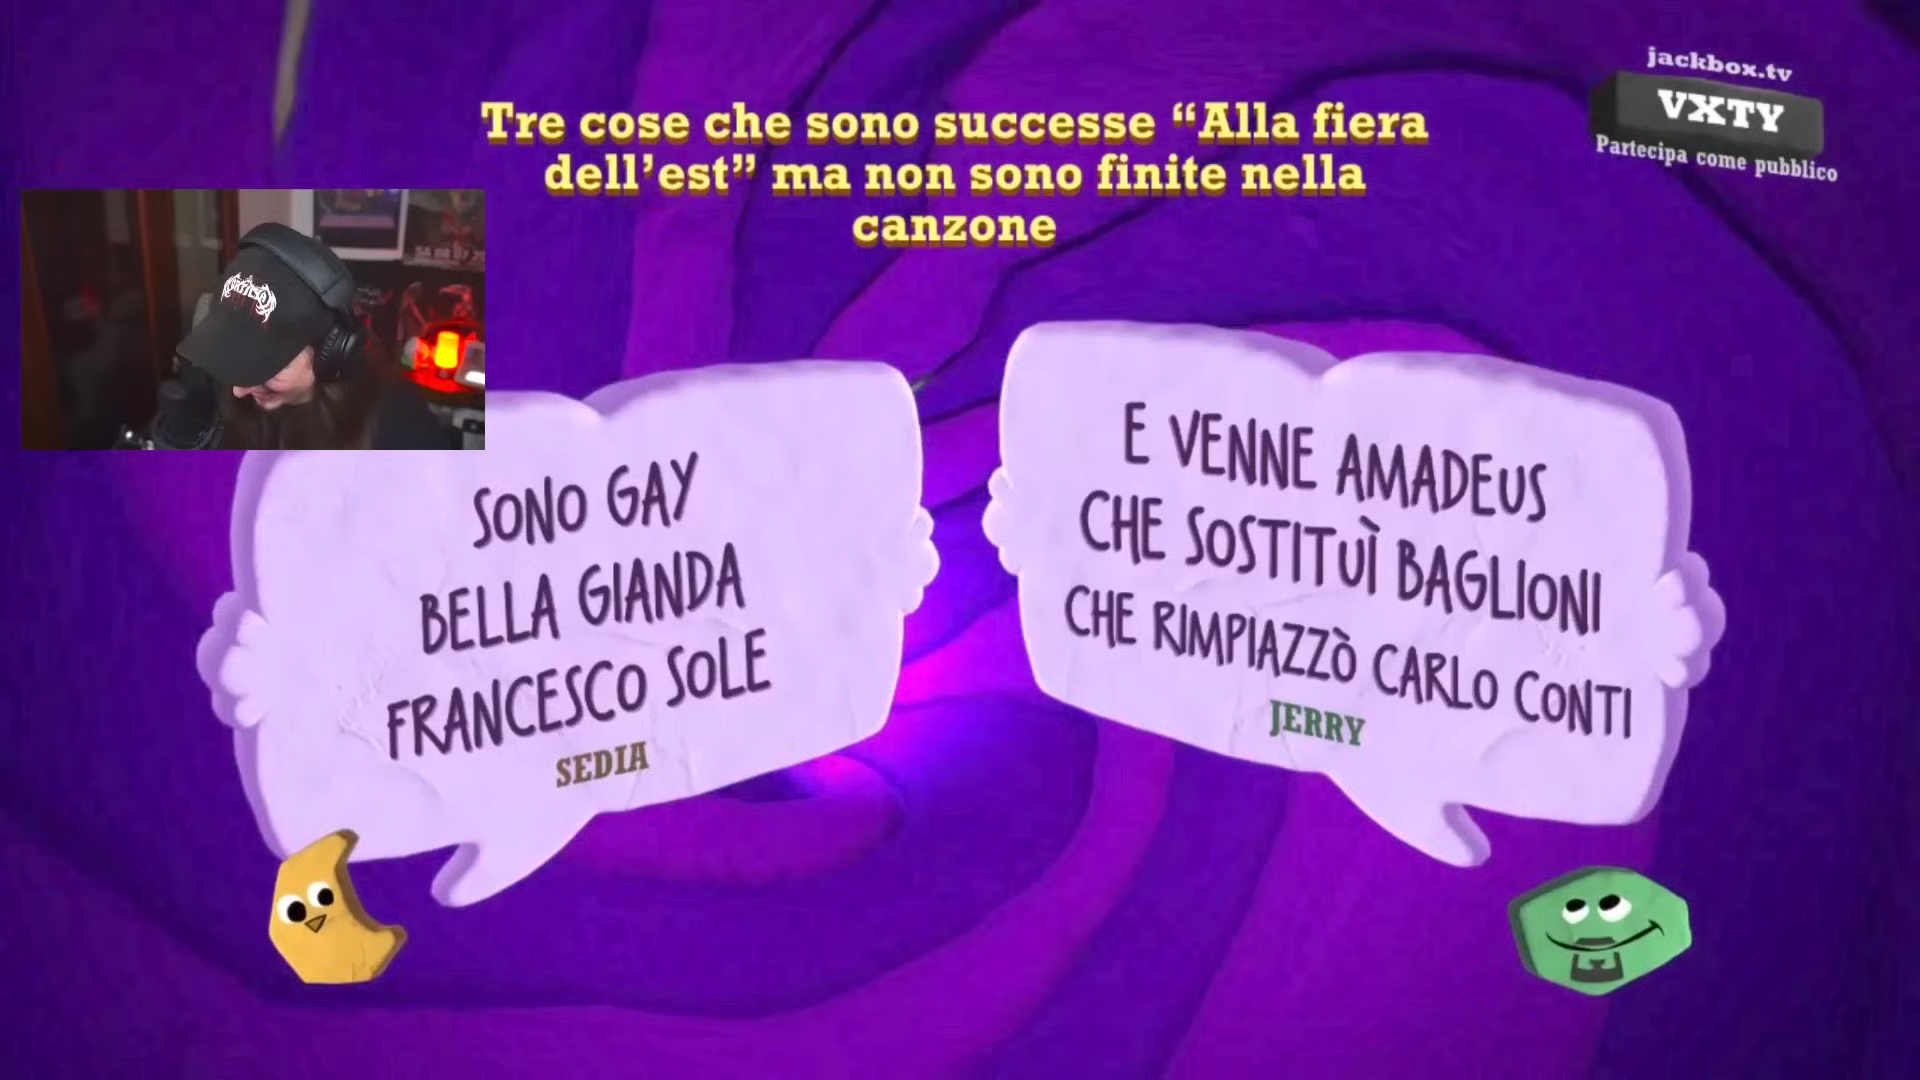 jackbox.tv
VXTY
Partecipa come pubblico
Tre cose che sono successe “Alla fiera
dell’est” ma non sono finite nella
canzone
SONO GAY
BELLA GIANDA
FRANCESCO SOLE
SEDIA
E VENNE AMADEUS
CHE SOSTITUÌ BAGLIONI
CHE RIMPIAZZÒ CARLO CONTI
JERRY